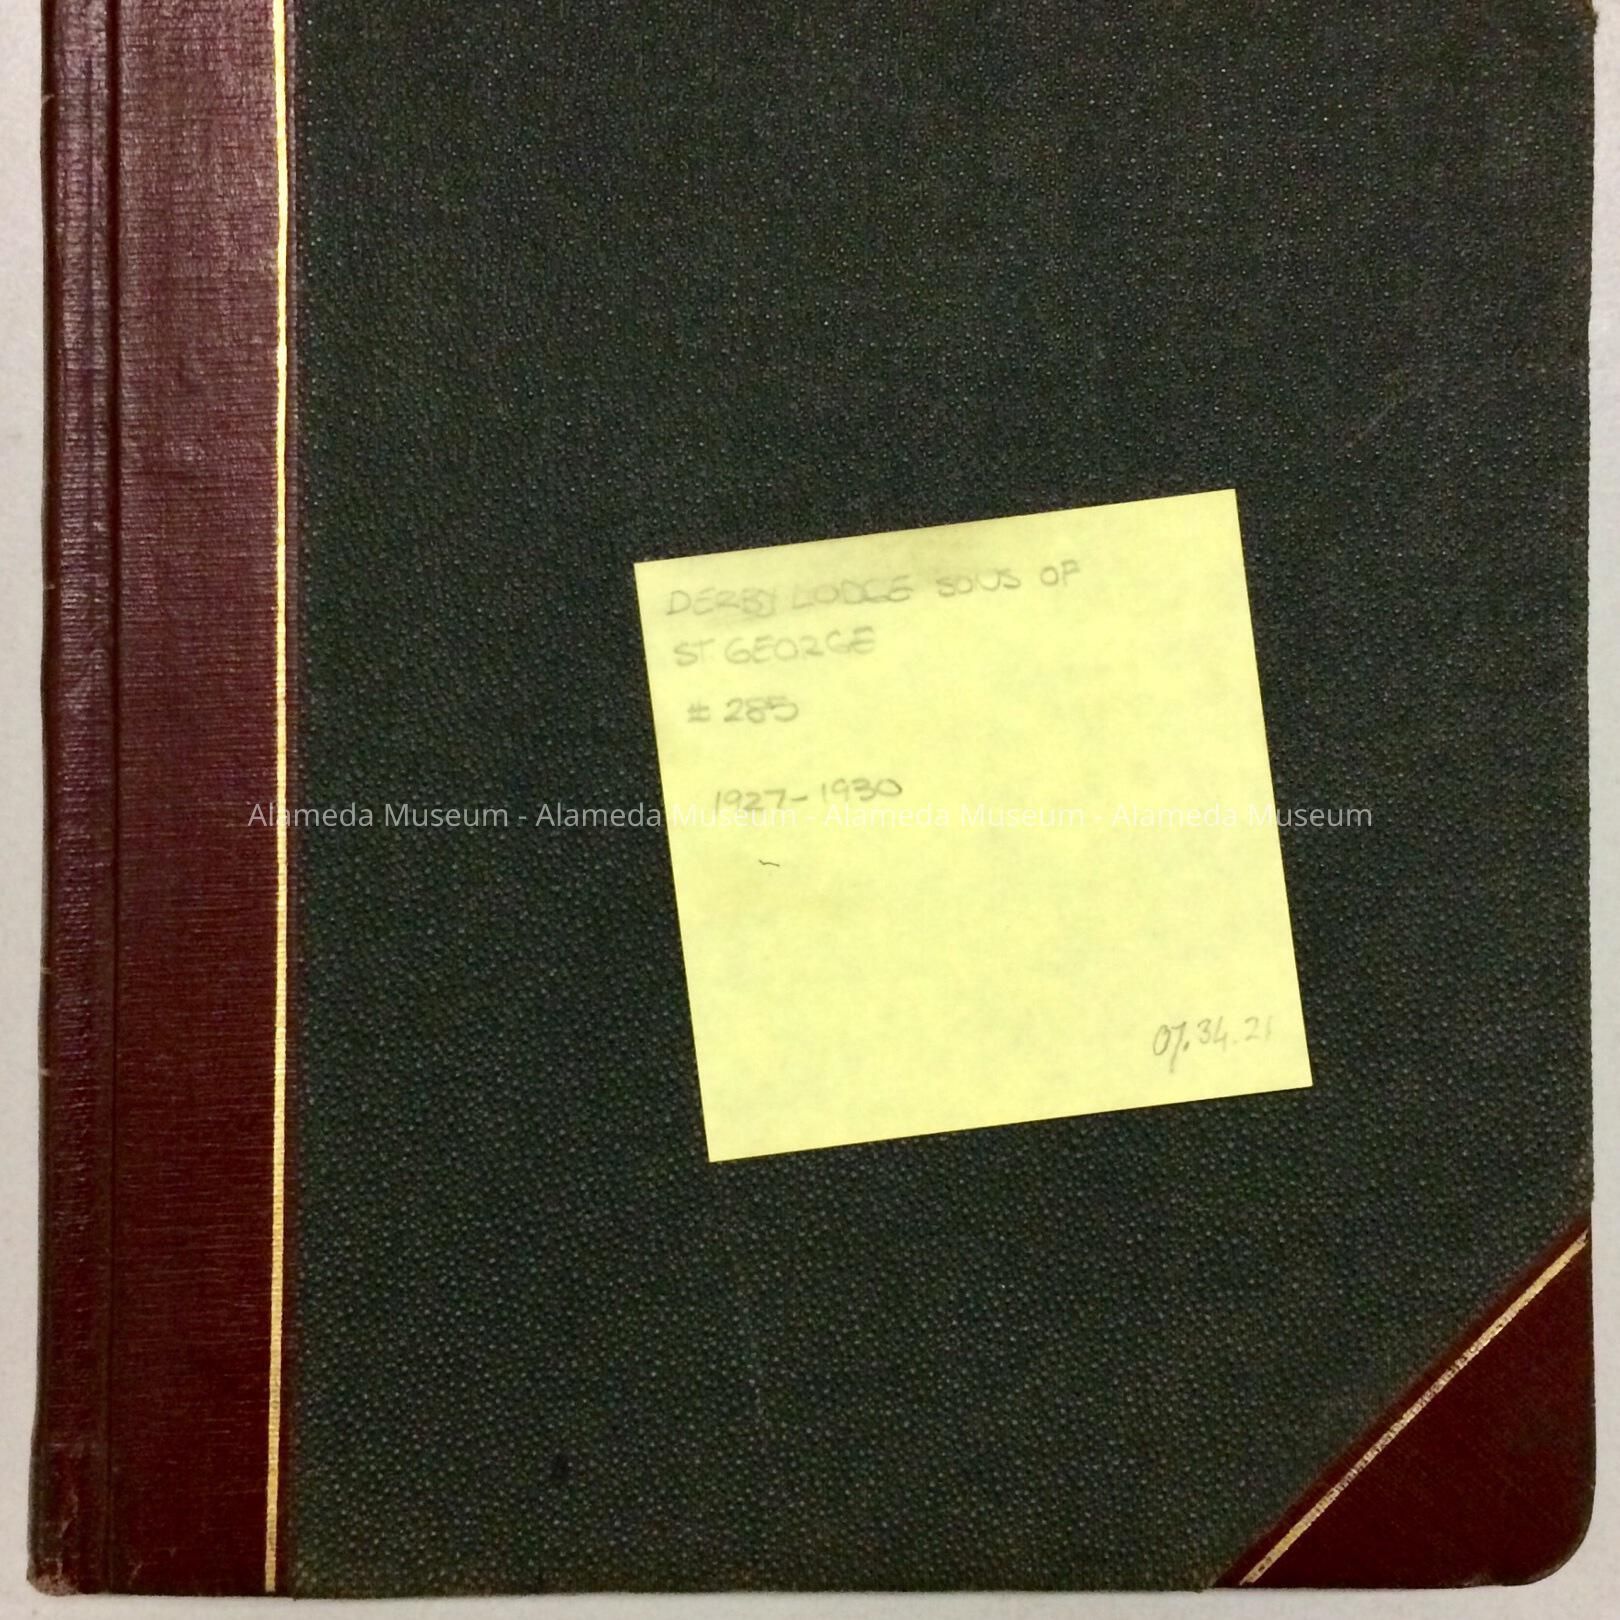 DERBY LODGE SONS OF
ST GEORGE
# 285
1927-1930
Alameda Museum - Alameda Museum - Alameda Museum - Alameda Museum
07.34.21